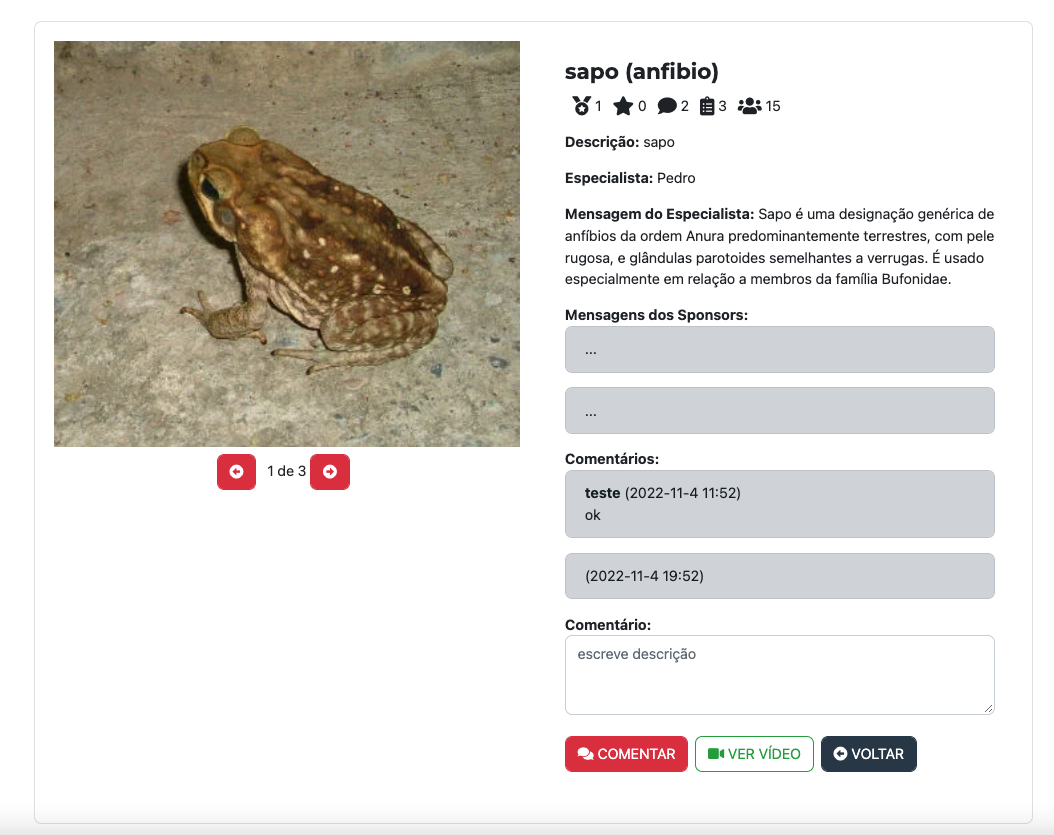 sapo (anfibio)
1 0 2 3 15
Descrição: sapo
Especialista: Pedro
Mensagem do Especialista: Sapo é uma designação genérica de
anfíbios da ordem Anura predominantemente terrestres, com pele
rugosa, e glândulas parotoides semelhantes a verrugas. É usado
especialmente em relação a membros da família Bufonidae.
Mensagens dos Sponsors:
...
...
Comentários:
teste (2022-11-4 11:52)
ok
(2022-11-4 19:52)
Comentário:
escreve descrição
COMENTAR VER VÍDEO VOLTAR
1 de 3